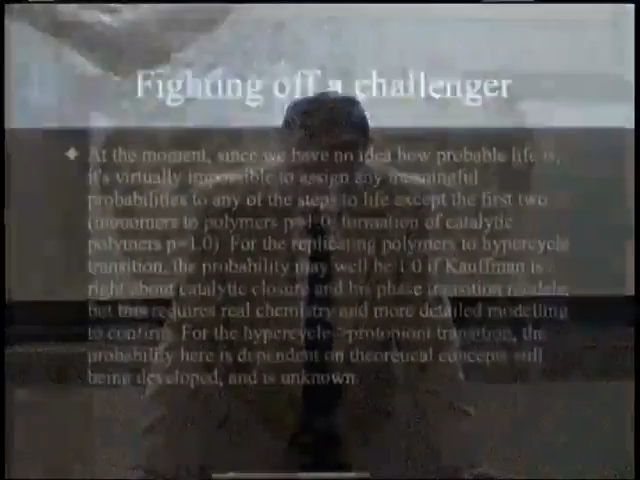 Fighting off a challenger
At the moment, since we have no idea how probable life is,
it's virtually impossible to assign any meaningful
probabilities to any of the steps to life except the first two
(monomers to polymers p=1.0, formation of catalytic
polymers p=1.0). For the replicating polymers to hypercycle
transition, the probability may well be 1.0 if Kauffman is
right about catalytic closure and his phase transition models,
but this requires real chemistry and more detailed modelling
to confirm. For the hypercycle->protobiont transition, the
probability here is dependent on theoretical concepts still
being developed, and is unknown.